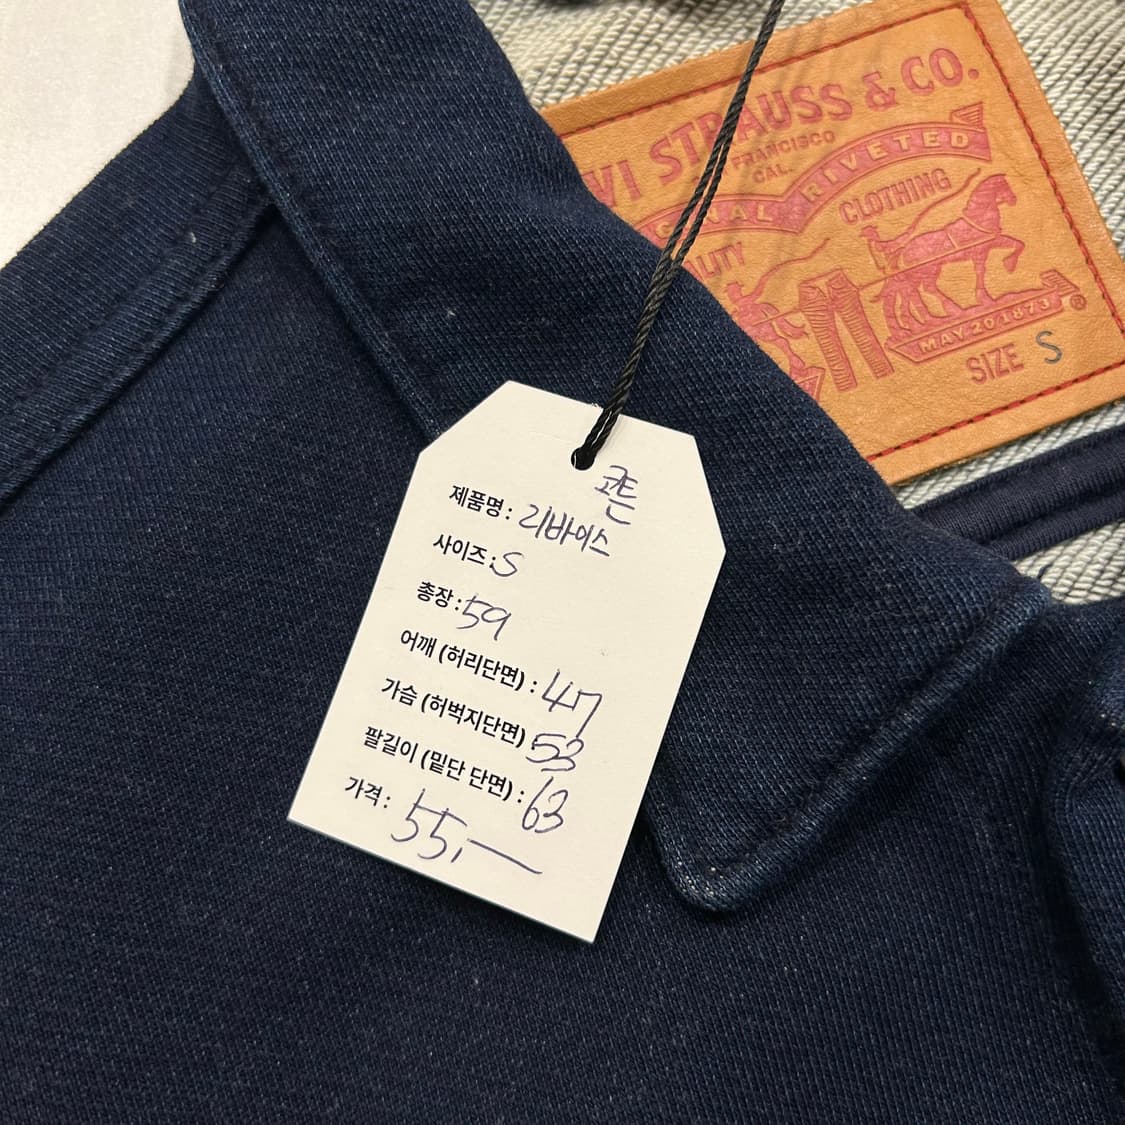 LEVI STRAUSS & CO.
SAN FRANCISCO
CAL.
ORIGINAL RIVETED
QUALITY CLOTHING
MAY 20 1873
SIZE S
코튼
제품명: 리바이스
사이즈: S
총장: 59
어깨 (허리단면) : 47
가슴 (허벅지단면) 53
팔길이 (밑단 단면) : 63
가격: 55,—